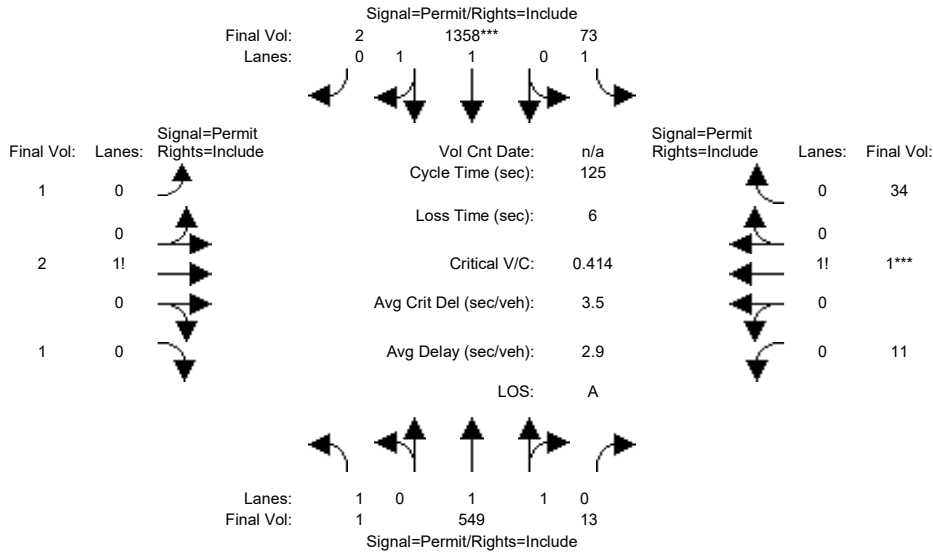 Signal=Permit/Rights=Include
Final Vol: 2 1358*** 73
Lanes: 0 1 1 0 1
Signal=Permit Signal=Permit
Final Vol: Lanes: Rights=Include Vol Cnt Date: n/a Rights=Include Lanes: Final Vol:
Cycle Time (sec): 125
1 0 0 34
Loss Time (sec): 6
0 0
2 1! Critical V/C: 0.414 1! 1***
0 Avg Crit Del (sec/veh): 3.5 0
1 0 Avg Delay (sec/veh): 2.9 0 11
LOS: A
Lanes: 1 0 1 1 0
Final Vol: 1 549 13
Signal=Permit/Rights=Include